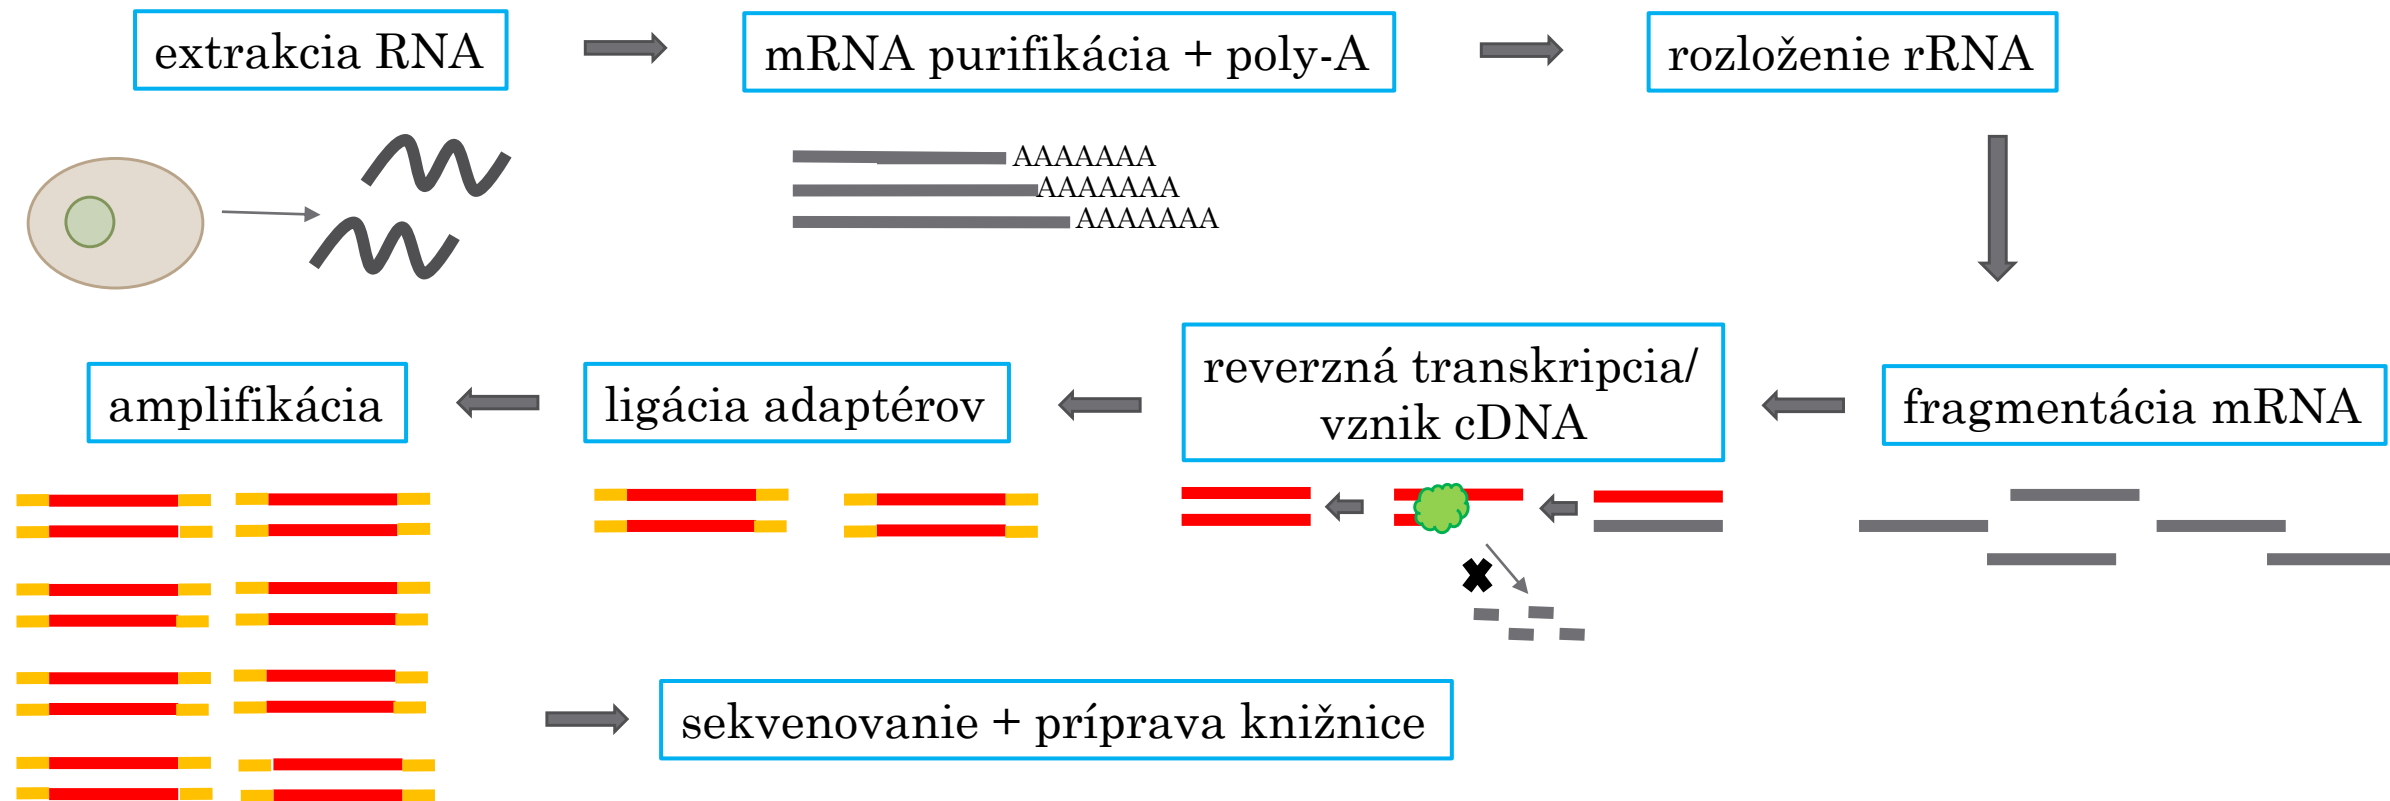 extrakcia RNA
mRNA purifikácia + poly-A
rozloženie rRNA
AAAAAAA
AAAAAAA
AAAAAAA
fragmentácia mRNA
reverzná transkripcia/
vznik cDNA
ligácia adaptérov
amplifikácia
sekvenovanie + príprava knižnice